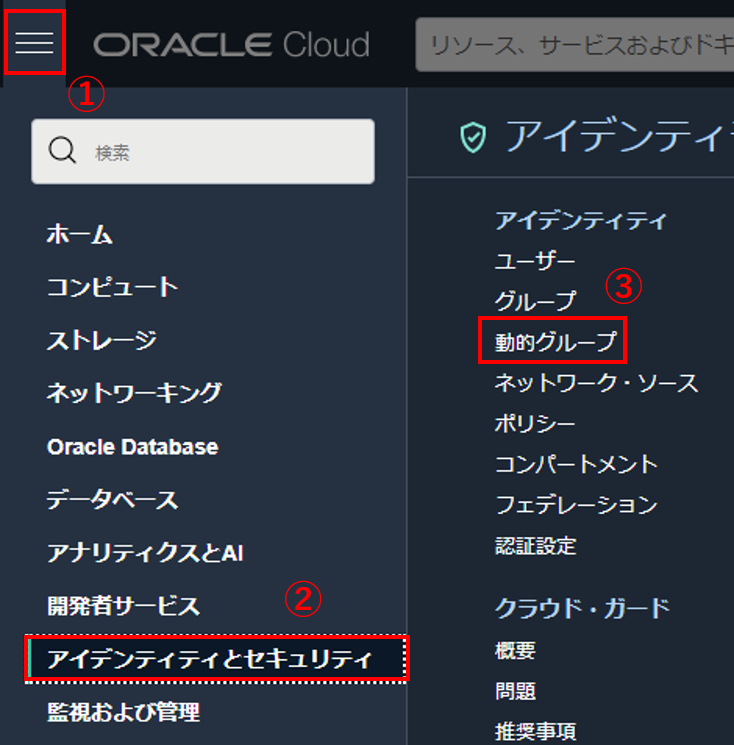 ORACLE Cloud
リソース、サービスおよびドキ
①
検索
ホーム
コンピュート
ストレージ
ネットワーキング
Oracle Database
データベース
アナリティクスとAI
開発者サービス
②
アイデンティティとセキュリティ
監視および管理
アイデンティ
アイデンティティ
ユーザー
グループ
③
動的グループ
ネットワーク・ソース
ポリシー
コンパートメント
フェデレーション
認証設定
クラウド・ガード
概要
問題
推奨事項